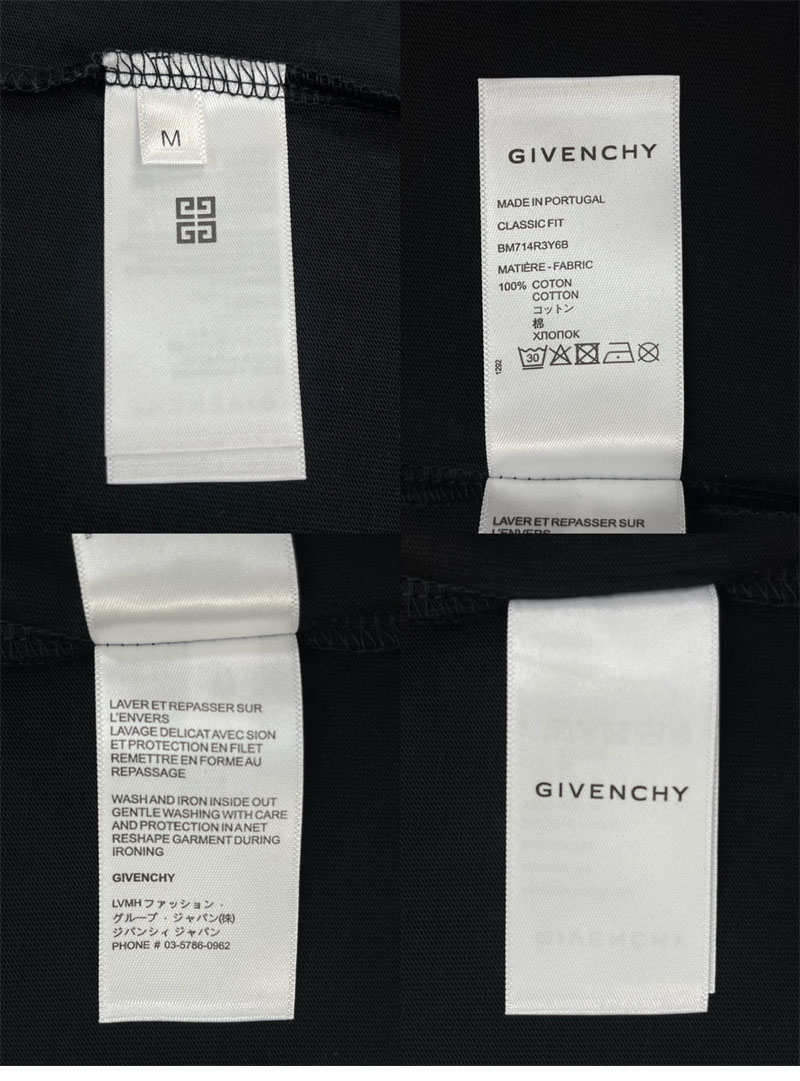 M
GIVENCHY
MADE IN PORTUGAL
CLASSIC FIT
BM714R3Y6B
MATIÈRE - FABRIC
100% COTON
COTTON
コットン
棉
ХЛОПОК
30
1292
LAVER ET REPASSER SUR
L'ENVERS
LAVER ET REPASSER SUR
L'ENVERS
LAVAGE DELICAT AVEC SION
ET PROTECTION EN FILET
REMETTRE EN FORME AU
REPASSAGE
WASH AND IRON INSIDE OUT
GENTLE WASHING WITH CARE
AND PROTECTION IN A NET
RESHAPE GARMENT DURING
IRONING
GIVENCHY
LVMH ファッション ·
グループ · ジャパン(株)
ジバンシィ ジャパン
PHONE # 03-5786-0962
GIVENCHY